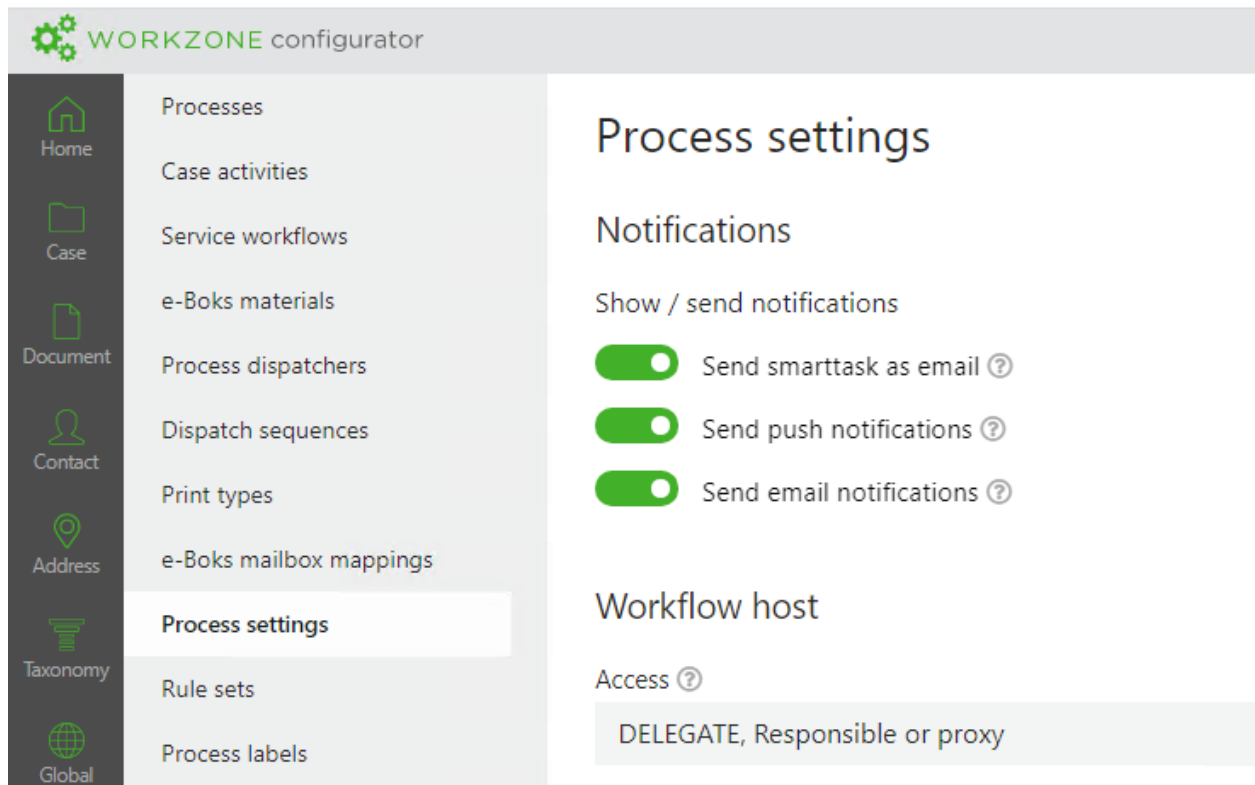 WORKZONE configurator
Home
Case
Document
Contact
Address
Taxonomy
Global
Processes
Case activities
Service workflows
e-Boks materials
Process dispatchers
Dispatch sequences
Print types
e-Boks mailbox mappings
Process settings
Rule sets
Process labels
Process settings
Notifications
Show / send notifications
Send smarttask as email ?
Send push notifications ?
Send email notifications ?
Workflow host
Access ?
DELEGATE, Responsible or proxy